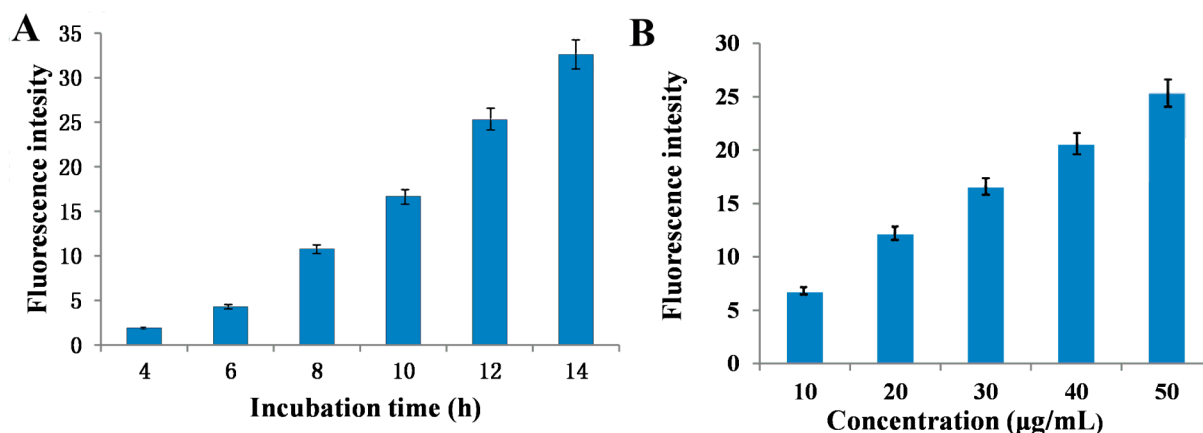 A
Fluorescence intesity
35
30
25
20
15
10
5
0
4 6 8 10 12 14
Incubation time (h)
B
Fluorescence intesity
30
25
20
15
10
5
0
10 20 30 40 50
Concentration (μg/mL)